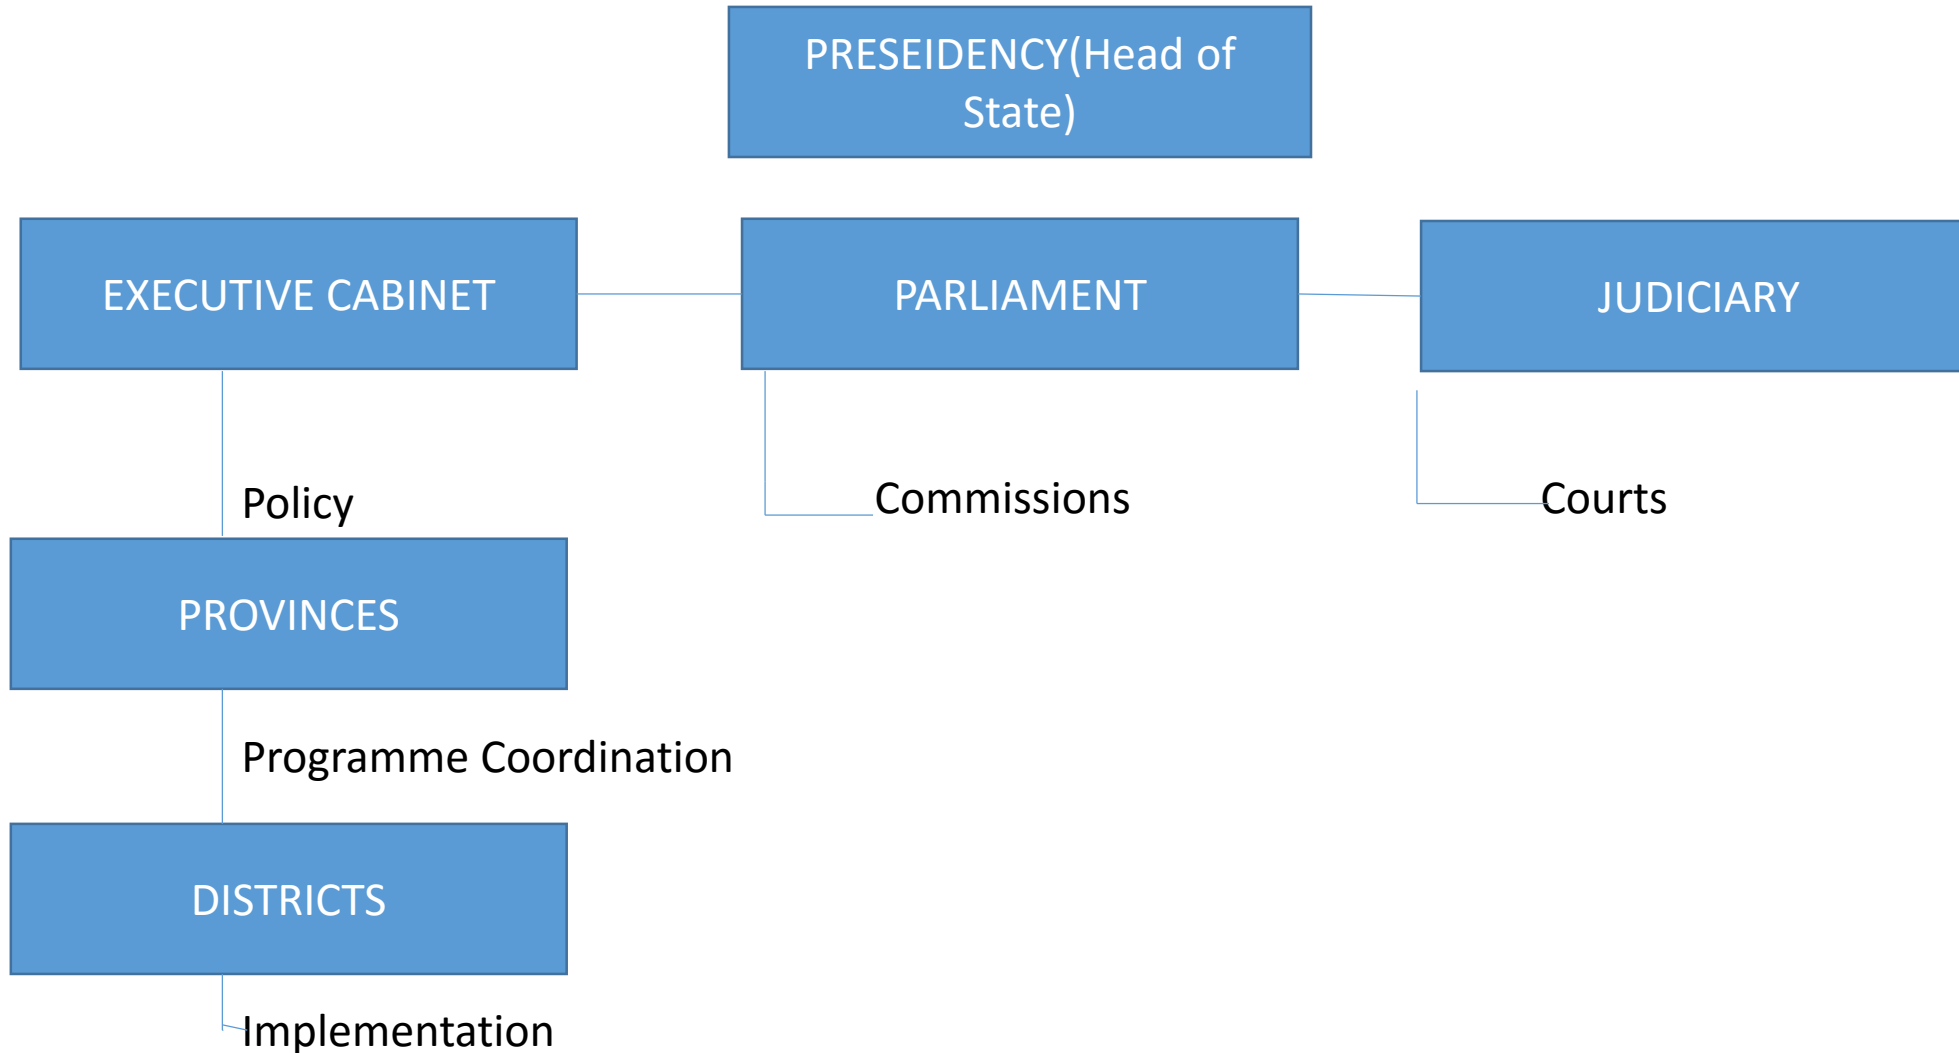 PRESEIDENCY(Head of
State)
EXECUTIVE CABINET
PARLIAMENT
JUDICIARY
Policy
Commissions
Courts
PROVINCES
Programme Coordination
DISTRICTS
Implementation